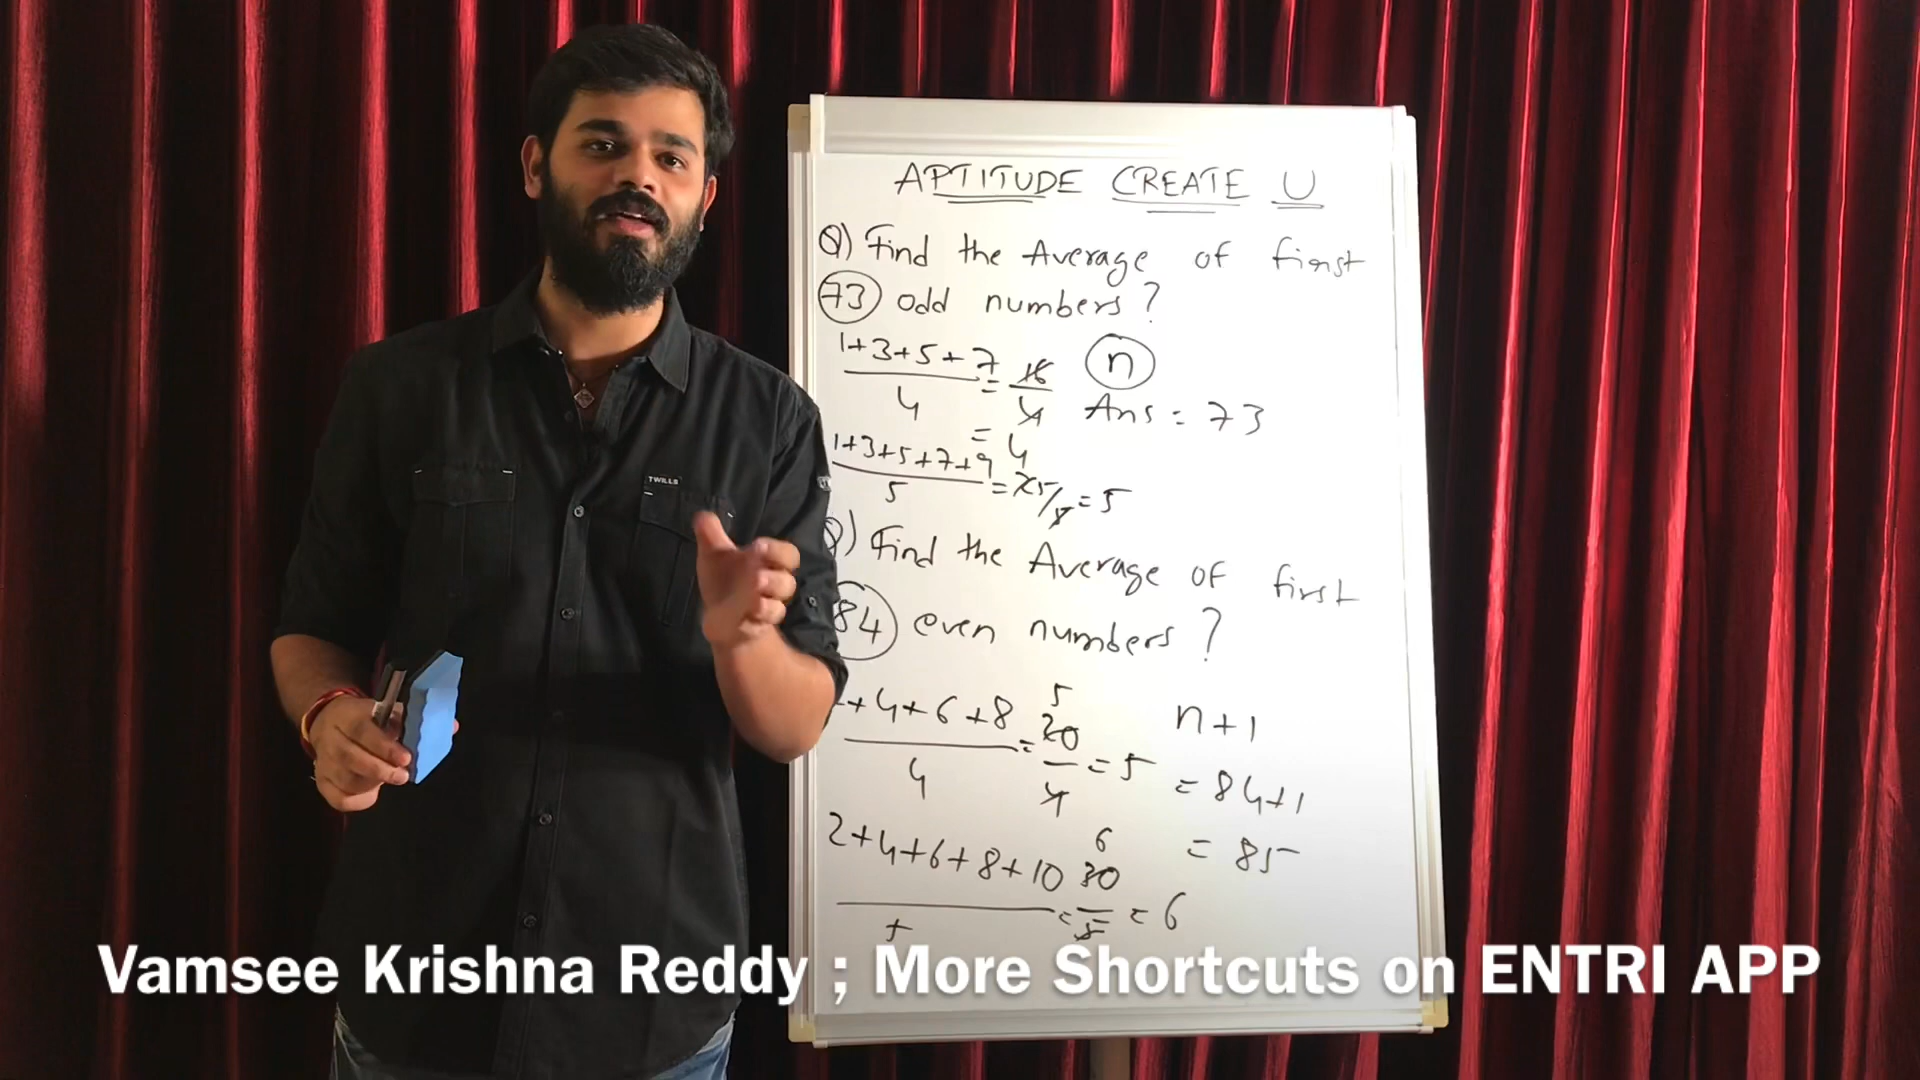 APTITUDE CREATE U
Q) Find the Average of first
73 odd numbers?
1+3+5+7 = 16 n
4 4 Ans = 73
= 4
1+3+5+7+9 = 25/5 = 5
5
TWILLS
Q) Find the Average of first
84 even numbers?
5
+4+6+8 = 20 = 5 n+1
4 4 = 84+1
6 = 85
2+4+6+8+10 = 30 = 6
5 5
Vamsee Krishna Reddy ; More Shortcuts on ENTRI APP